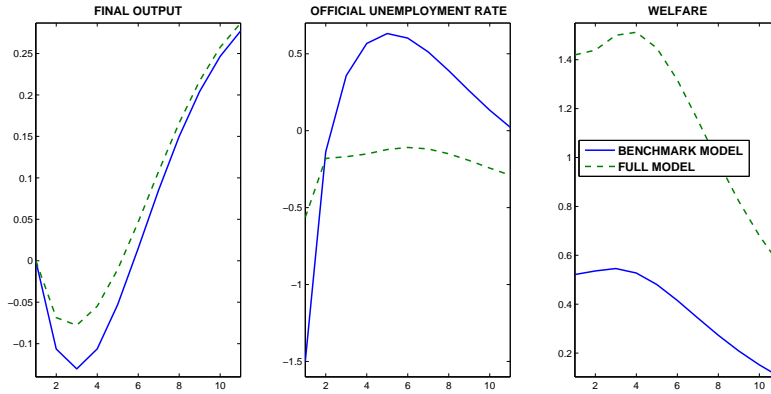 FINAL OUTPUT
0.25
0.2
0.15
0.1
0.05
0
−0.05
−0.1
2 4 6 8 10
OFFICIAL UNEMPLOYMENT RATE
0.5
0
−0.5
−1
−1.5
2 4 6 8 10
WELFARE
1.4
1.2
1
0.8
0.6
0.4
0.2
2 4 6 8 10
BENCHMARK MODEL
FULL MODEL